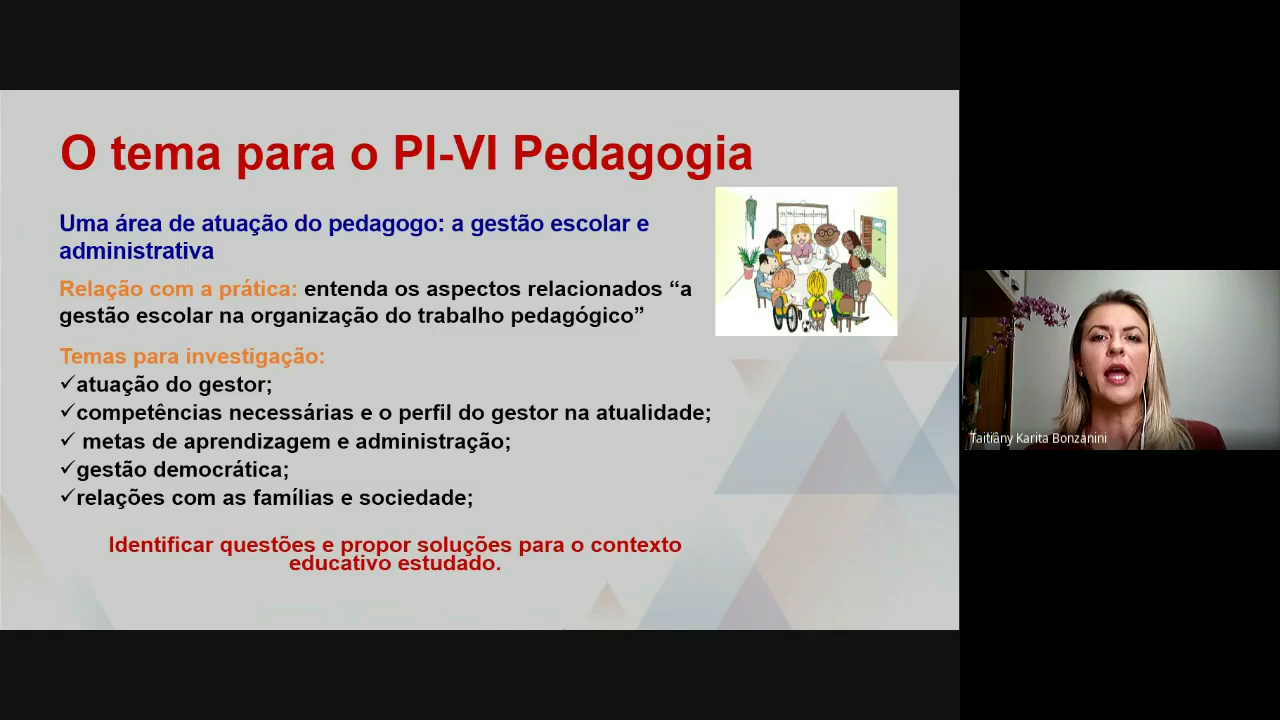 O tema para o PI-VI Pedagogia
Uma área de atuação do pedagogo: a gestão escolar e
administrativa
Relação com a prática: entenda os aspectos relacionados “a
gestão escolar na organização do trabalho pedagógico”
Temas para investigação:
✓atuação do gestor;
✓competências necessárias e o perfil do gestor na atualidade;
✓ metas de aprendizagem e administração;
✓gestão democrática;
✓relações com as famílias e sociedade;
Identificar questões e propor soluções para o contexto
educativo estudado.
Taitiâny Karita Bonzanini